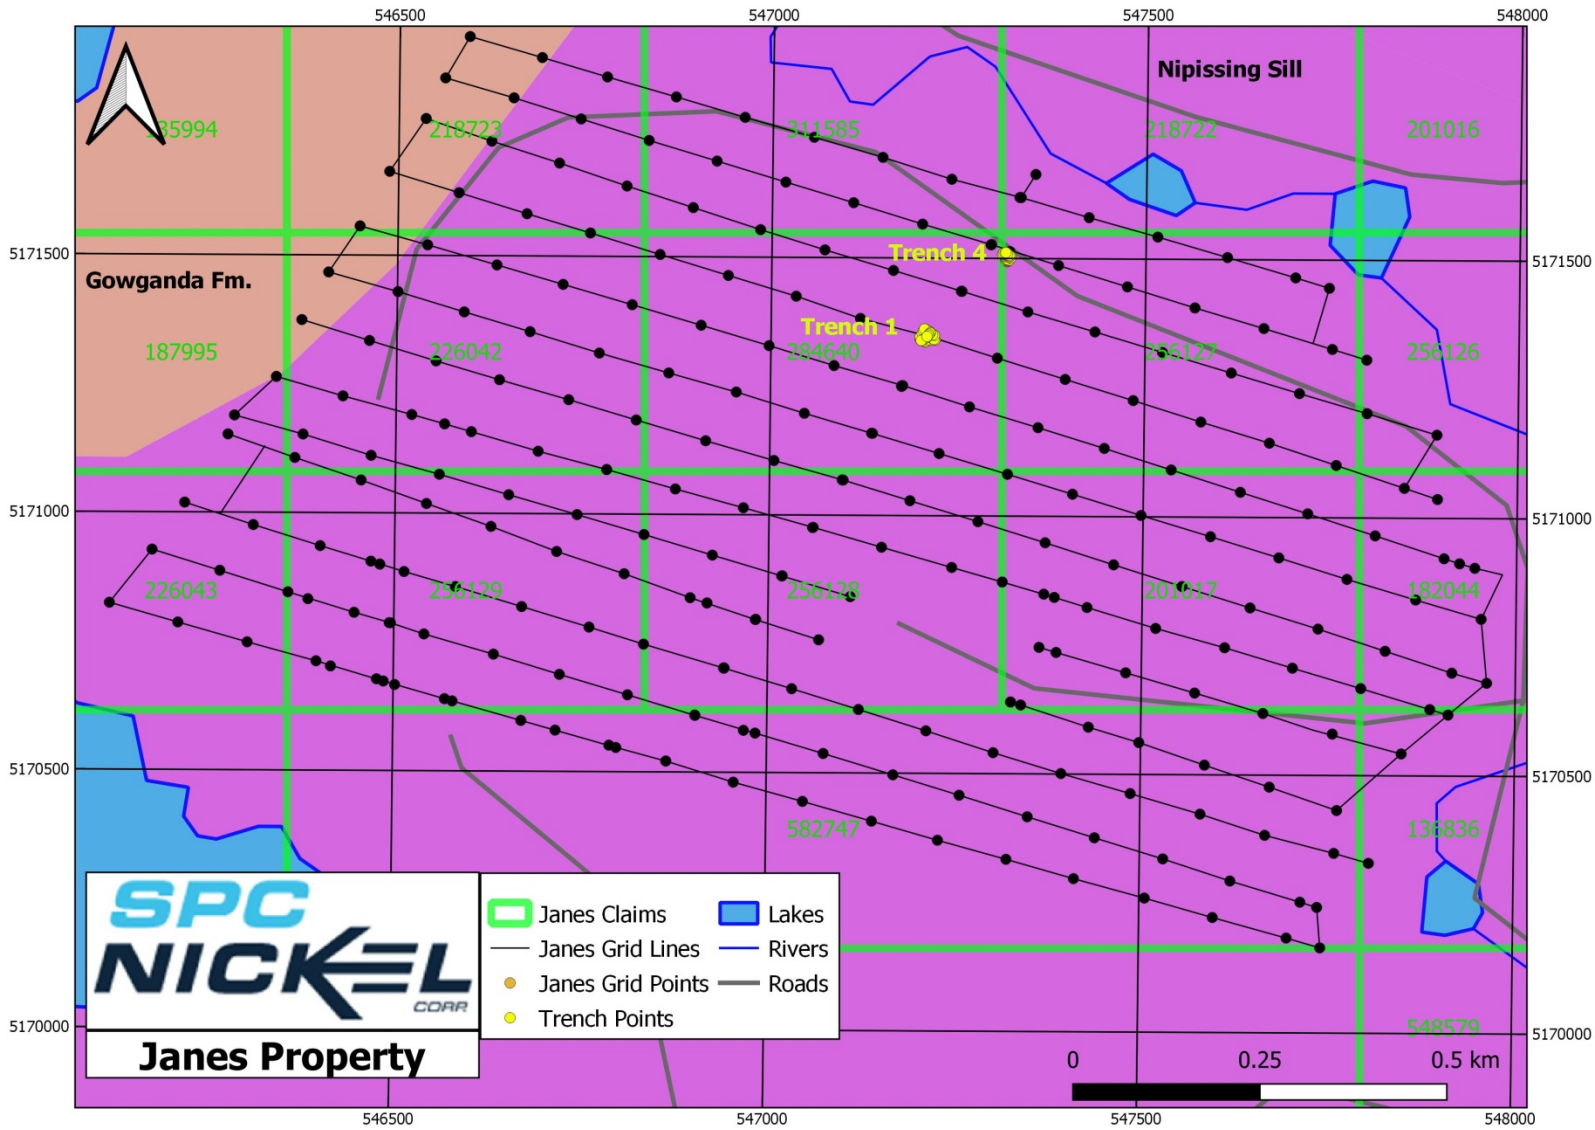 546500 547000 547500 548000
Nipissing Sill
235994 218723 311585 218722 201016
5171500 Trench 4 5171500
Gowganda Fm.
Trench 1
187995 226042 284640 256127 256126
5171000 5171000
226043 256129 256128 201017 182044
5170500 5170500
582747 136836
SPC
NICKEL
CORP
Janes Property
Janes Claims Lakes
Janes Grid Lines Rivers
Janes Grid Points Roads
Trench Points
5170000 548579 5170000
0 0.25 0.5 km
546500 547000 547500 548000